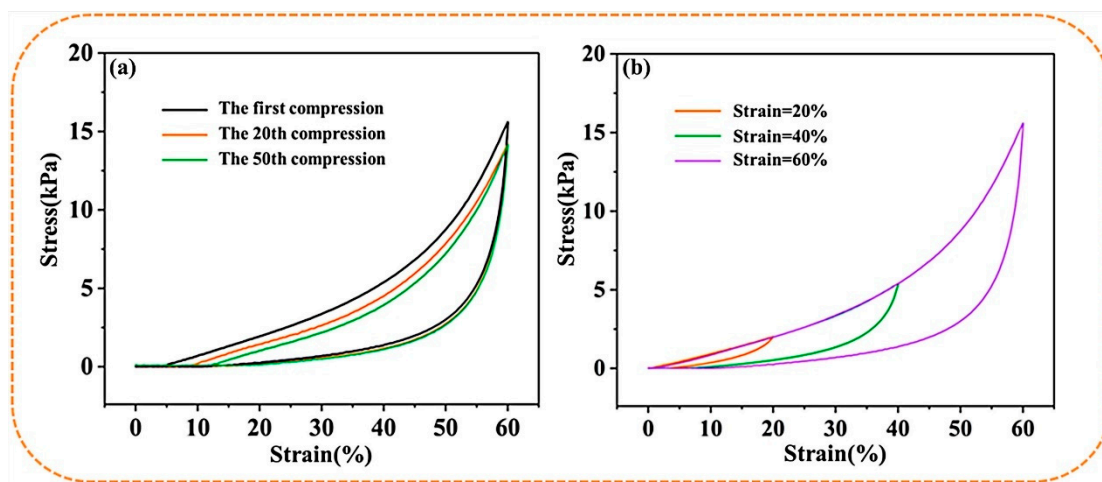 (a)
The first compression
The 20th compression
The 50th compression
Stress(kPa)
20
15
10
5
0
0 10 20 30 40 50 60
Strain(%)
(b)
Strain=20%
Strain=40%
Strain=60%
Stress(kPa)
20
15
10
5
0
0 10 20 30 40 50 60
Strain(%)